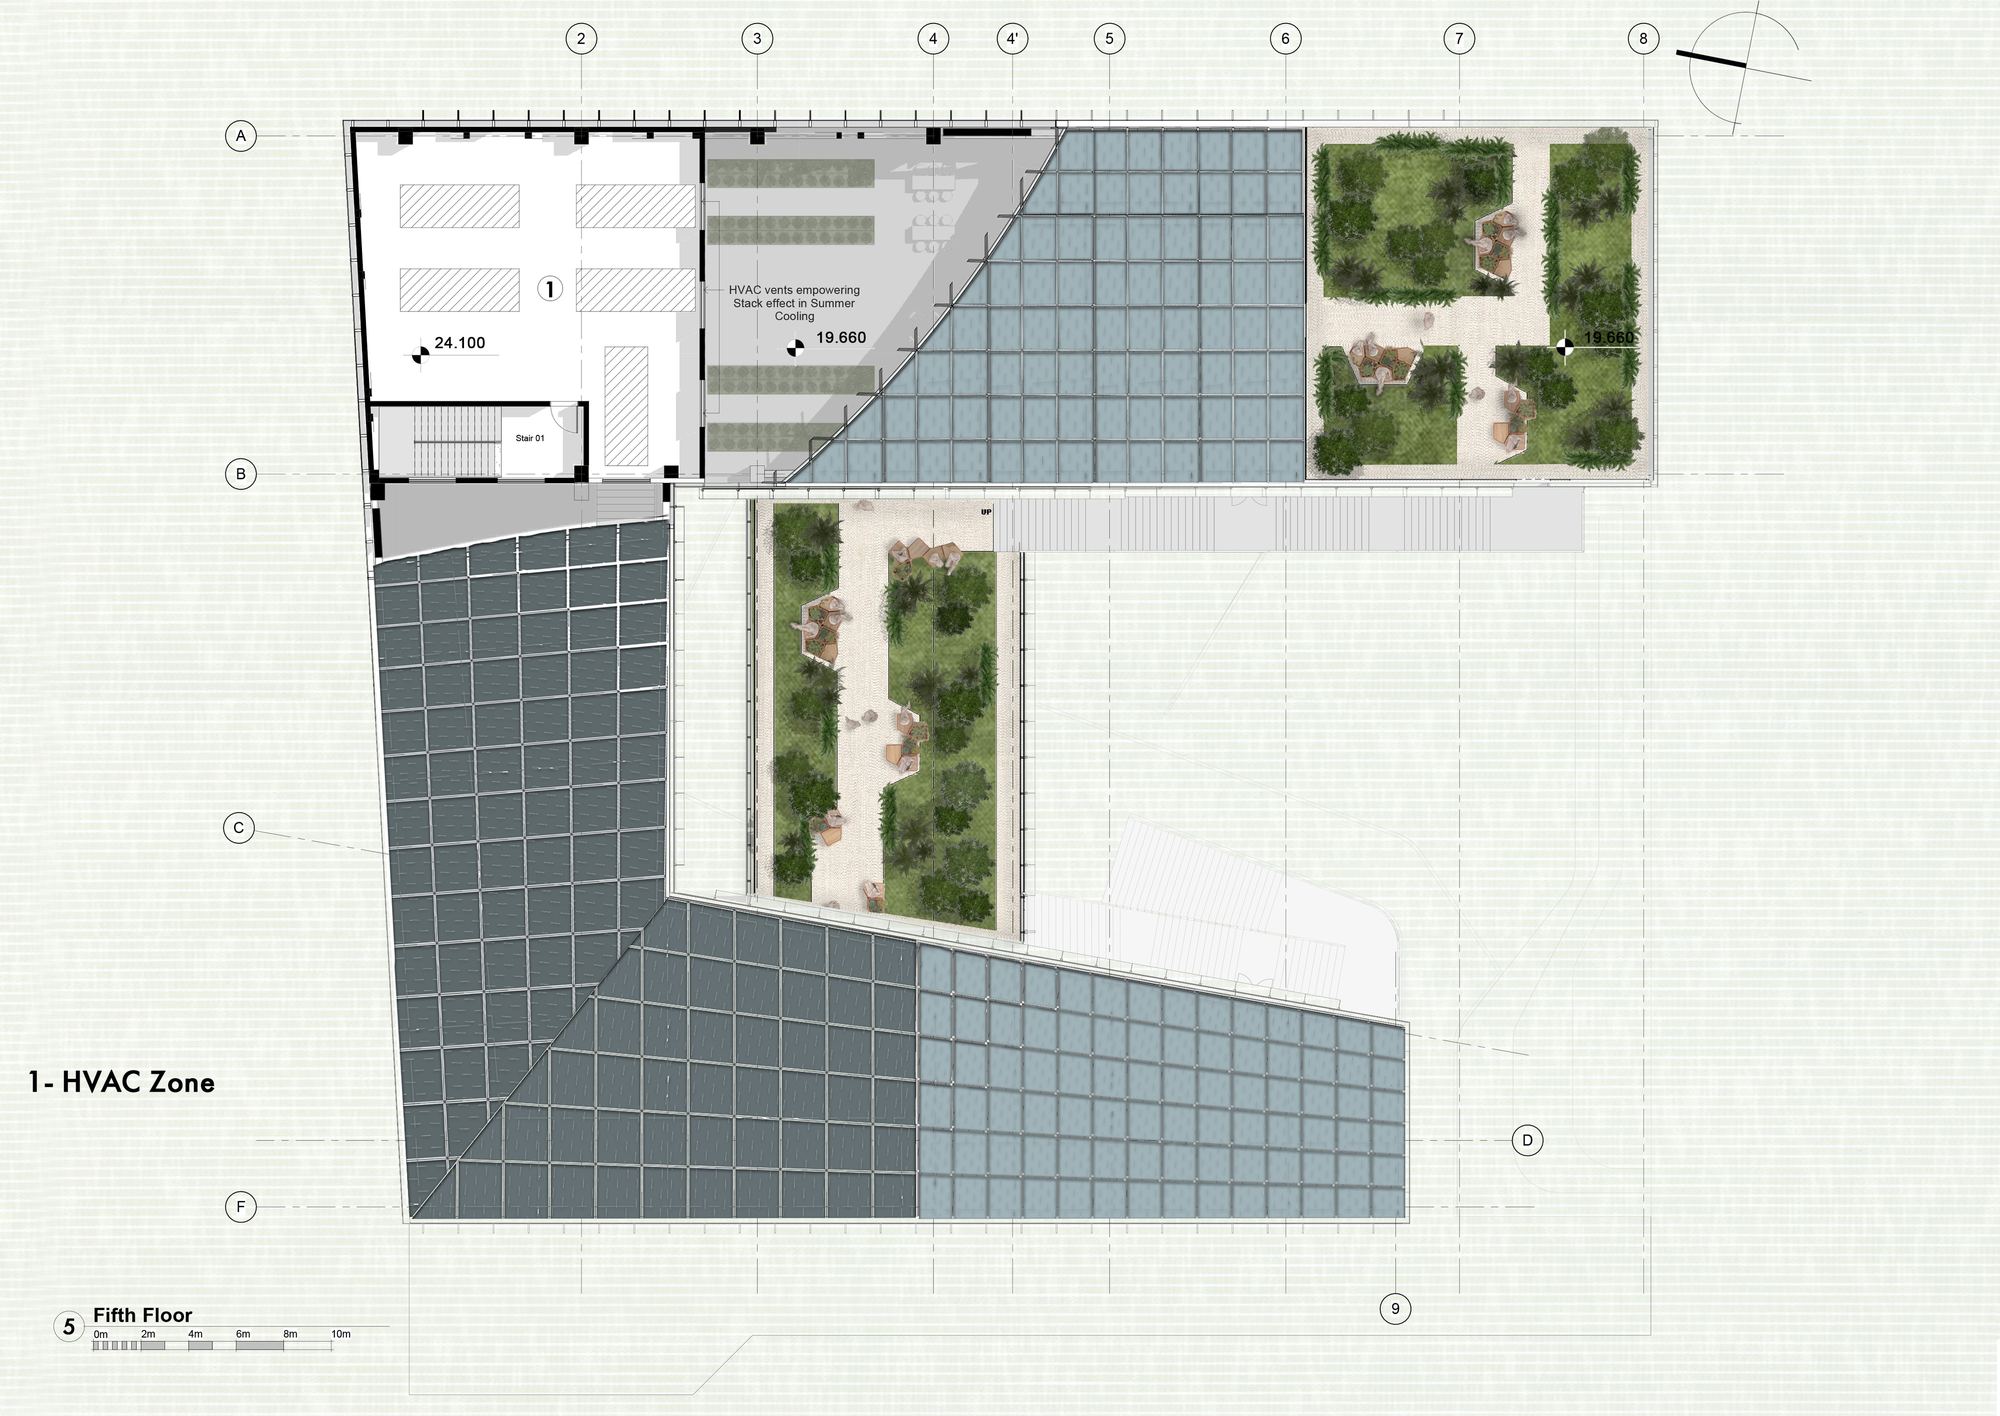 2
3
4
4'
5
6
7
8
A
1
HVAC vents empowering
Stack effect in Summer
Cooling
24.100
19.660
19.660
Stair 01
B
UP
C
1- HVAC Zone
D
F
9
5
Fifth Floor
0m 2m 4m 6m 8m 10m